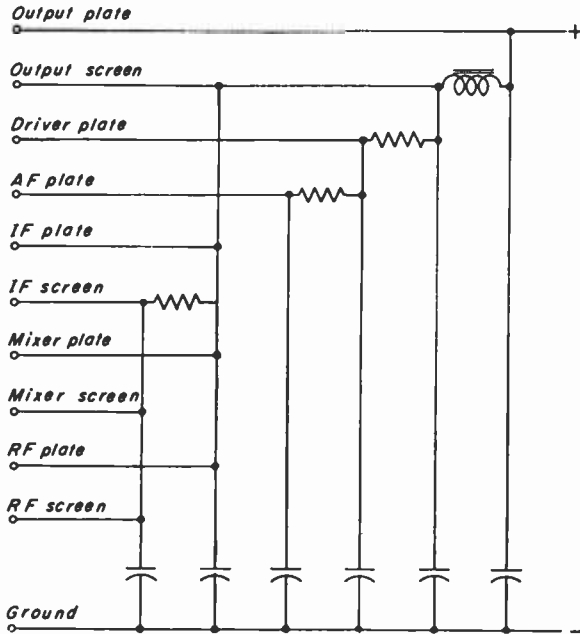 Output plate
+
Output screen
Driver plate
AF plate
IF plate
IF screen
Mixer plate
Mixer screen
RF plate
RF screen
Ground
-